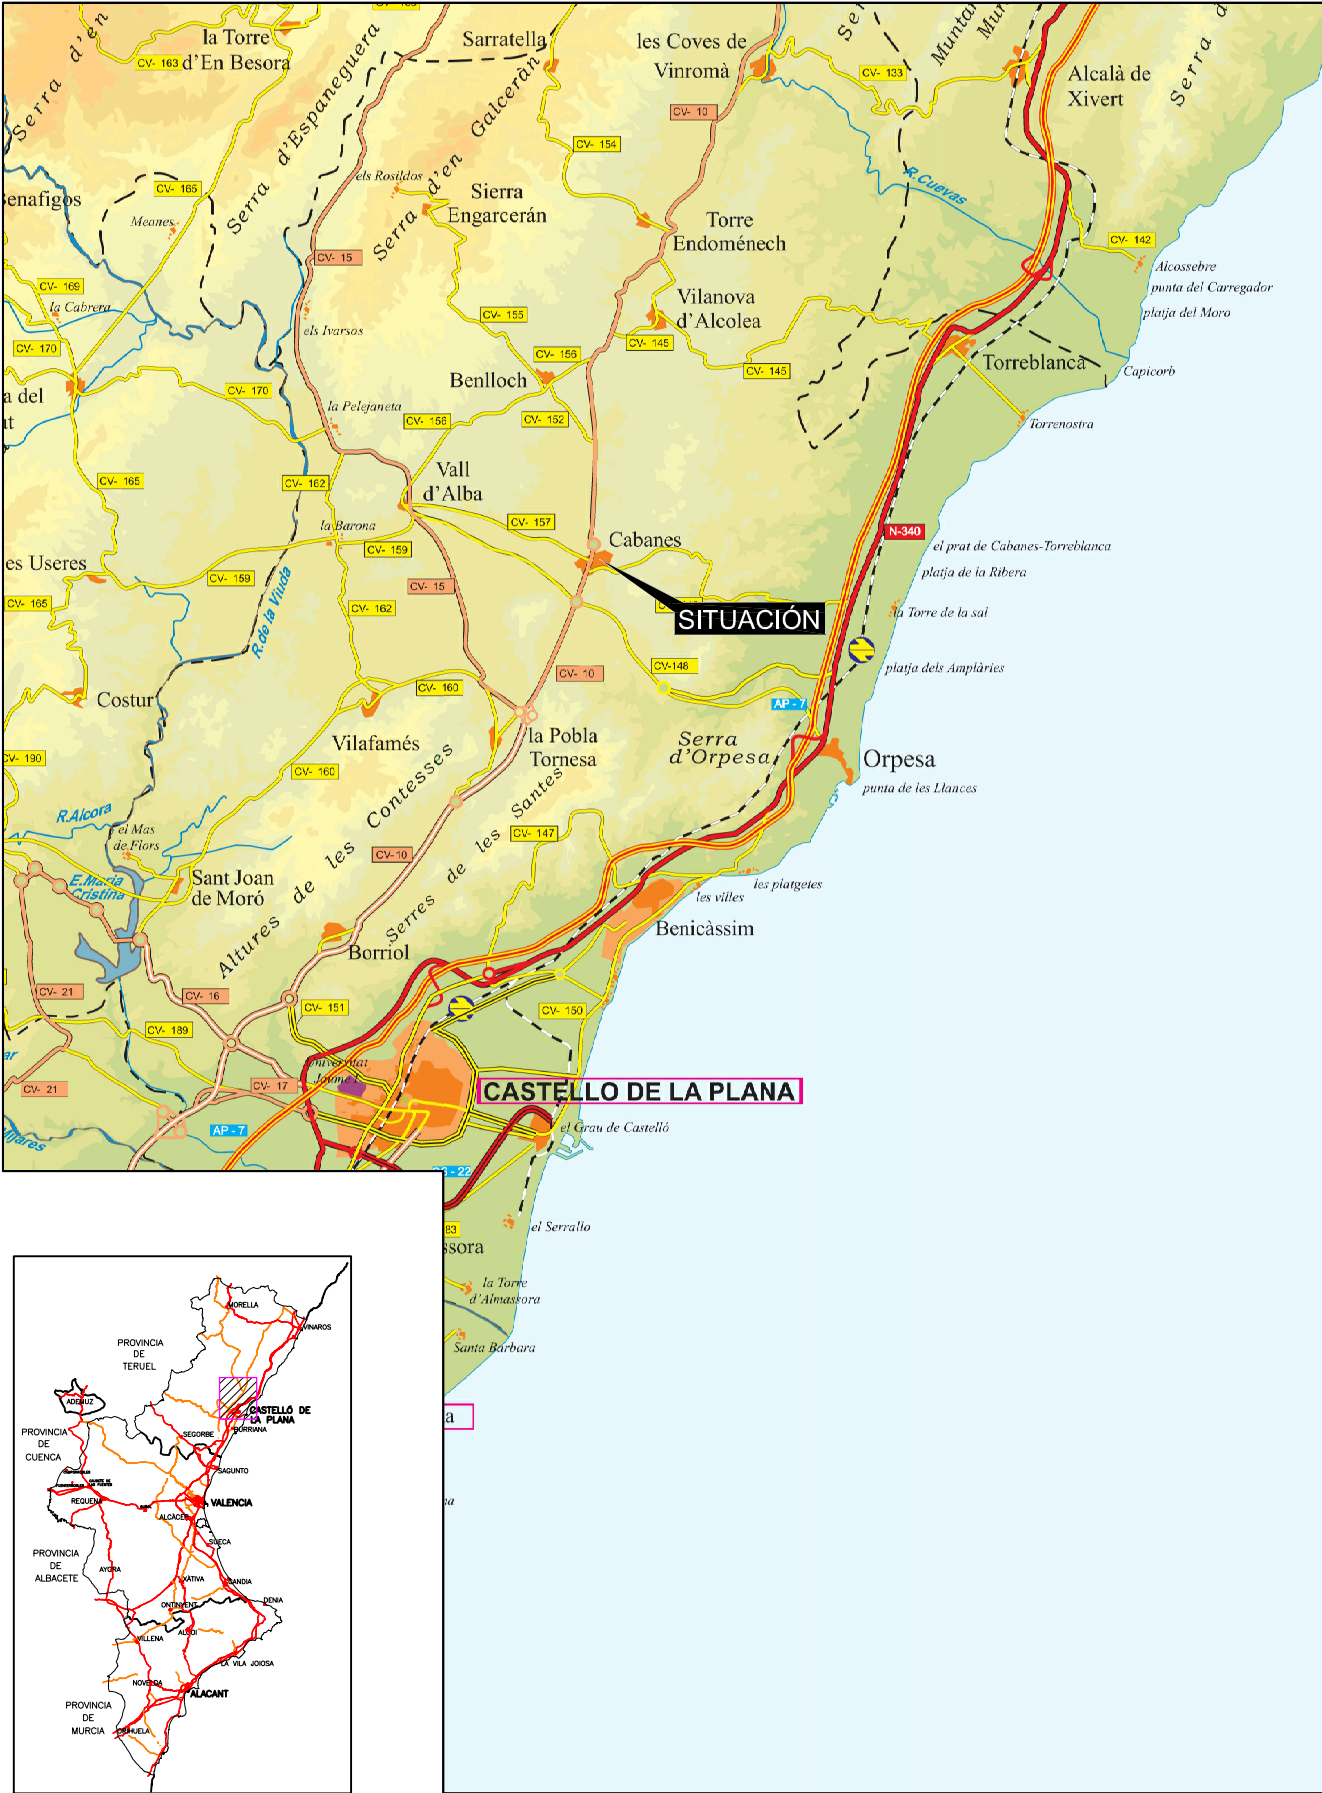 la Torre
d'En Besora
CV- 163
Serra d'en
Serra d'Espaneguera
Sarratella
Serra d'en Galceràn
les Coves de
Vinromà
CV- 133
CV- 10
Alcalà de
Xivert
Serra d
CV- 154
R.Cuevas
CV- 165
Meanes
els Rosildos
Sierra
Engarcerán
Torre
Endoménech
CV- 142
Alcossebre
punta del Carregador
platja del Moro
CV- 15
CV- 169
la Cabrera
els Ivarsos
CV- 155
Vilanova
d'Alcolea
CV- 170
CV- 156
CV- 145
CV- 145
Torreblanca
Capicorb
Benlloch
a del
CV- 170
la Pelejaneta
CV- 156
CV- 152
Torrenostra
CV- 165
CV- 162
Vall
d'Alba
CV- 157
la Barona
Cabanes
N-340
el prat de Cabanes-Torreblanca
CV- 159
es Useres
CV- 159
CV- 15
platja de la Ribera
CV- 165
R.de la Viuda
CV- 162
SITUACIÓN
la Torre de la sal
CV-148
platja dels Amplàries
CV- 10
Costur
CV- 160
AP - 7
Vilafamés
la Pobla
Tornesa
Serra
d'Orpesa
Orpesa
punta de les Llances
CV- 190
CV- 160
Altures de les Contesses
Serres de les Santes
R.Alcora
el Mas
de Flors
CV- 147
CV-10
E.Maria
Cristina
Sant Joan
de Moró
les platgetes
les villes
Benicàssim
Borriol
CV- 21
CV- 16
CV- 151
CV- 150
CV- 189
Universitat
Jaume I
CV- 21
CV- 17
CASTELLO DE LA PLANA
AP - 7
el Grau de Castelló
Mijares
- 22
el Serrallo
83
ssora
la Torre
d'Almassora
Santa Bàrbara
a
na
MORELLA
VINAROS
PROVINCIA
DE
TERUEL
ADEMUZ
CASTELLÓ DE
LA PLANA
BURRIANA
PROVINCIA
DE
CUENCA
SEGORBE
SAGUNTO
REQUENA
VALENCIA
ALCACER
SUECA
PROVINCIA
DE
ALBACETE
AYORA
XATIVA
GANDIA
ONTINYENT
DENIA
VILLENA
ALCOI
LA VILA JOIOSA
NOVELDA
ALACANT
PROVINCIA
DE
MURCIA
ORIHUELA